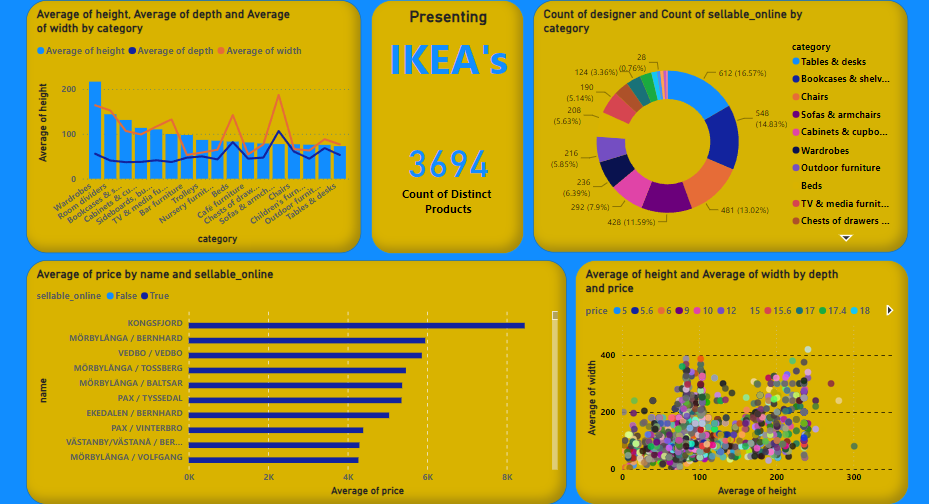 Average of height, Average of depth and Average
of width by category
Average of height Average of depth Average of width
Average of height
200
100
0
Wardrobes
Room dividers
Bookcases & s...
Cabinets & cu...
Sideboards, bu...
TV & media fu...
Bar furniture
Trolleys
Nursery furnit...
Beds
Café furniture
Chests of draw...
Sofas & armch...
Chairs
Children's furn...
Outdoor furnit...
Tables & desks
category
Presenting
IKEA's
3694
Count of Distinct
Products
Count of designer and Count of sellable_online by
category
612 (16.57%)
548
(14.83%)
481 (13.02%)
428 (11.59%)
292 (7.9%)
236
(6.39%)
216
(5.85%)
208
(5.63%)
190
(5.14%)
124 (3.36%)
28
(0.76%)
category
Tables & desks
Bookcases & shelv...
Chairs
Sofas & armchairs
Cabinets & cupbo...
Wardrobes
Outdoor furniture
Beds
TV & media furnit...
Chests of drawers ...
Average of price by name and sellable_online
sellable_online False True
name
KONGSFJORD
MÖRBYLÅNGA / BERNHARD
VEDBO / VEDBO
MÖRBYLÅNGA / TOSSBERG
MÖRBYLÅNGA / BALTSAR
PAX / TYSSEDAL
EKEDALEN / BERNHARD
PAX / VINTERBRO
VÄSTANBY/VÄSTANÅ / BER...
MÖRBYLÅNGA / VOLFGANG
0K 2K 4K 6K 8K
Average of price
Average of height and Average of width by depth
and price
price 5 5.6 6 9 10 12 15 15.6 17 17.4 18
Average of width
400
200
0
0 100 200 300
Average of height